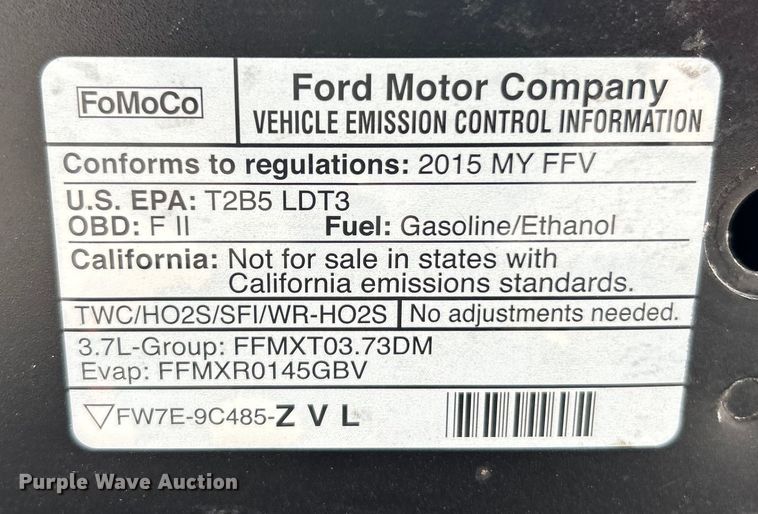 FoMoCo
Ford Motor Company
VEHICLE EMISSION CONTROL INFORMATION
Conforms to regulations: 2015 MY FFV
U.S. EPA: T2B5 LDT3
OBD: F II Fuel: Gasoline/Ethanol
California: Not for sale in states with
California emissions standards.
TWC/HO2S/SFI/WR-HO2S No adjustments needed.
3.7L-Group: FFMXT03.73DM
Evap: FFMXR0145GBV
FW7E-9C485-Z V L
Purple Wave Auction